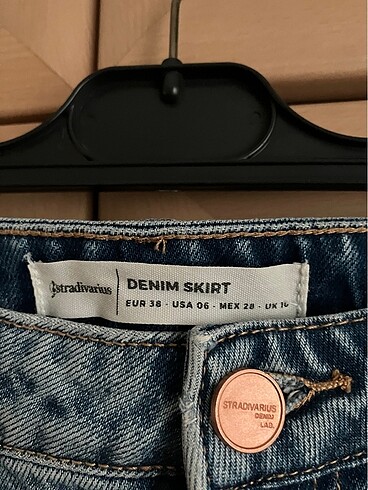 stradivarius
DENIM SKIRT
EUR 38 - USA 06 - MEX 28 - UK 10
STRADIVARIUS
DENIM
LAB.